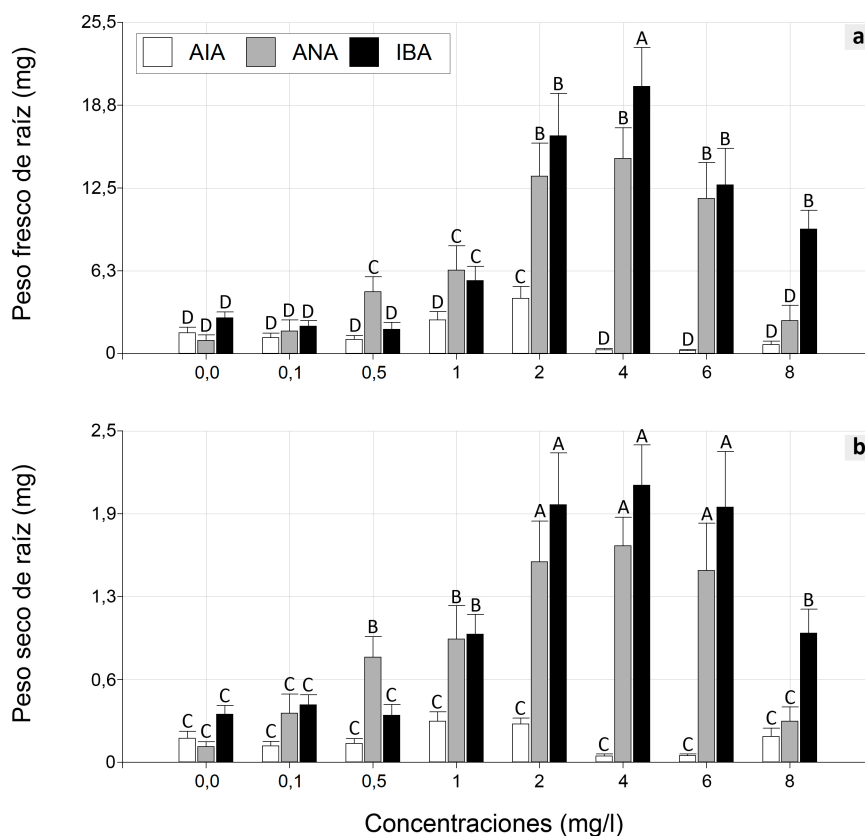 25,5
a
AIA ANA IBA
A
18,8
B B B
B B
12,5
B
6,3
C C C
C
D D D D D D D D D D D D D
0
0,0 0,1 0,5 1 2 4 6 8
Peso fresco de raíz (mg)
2,5
b
A A A
1,9
A A A
1,3
B B B
B
0,6
C C C C C C C C C C C C C C
0
0,0 0,1 0,5 1 2 4 6 8
Peso seco de raíz (mg)
Concentraciones (mg/l)